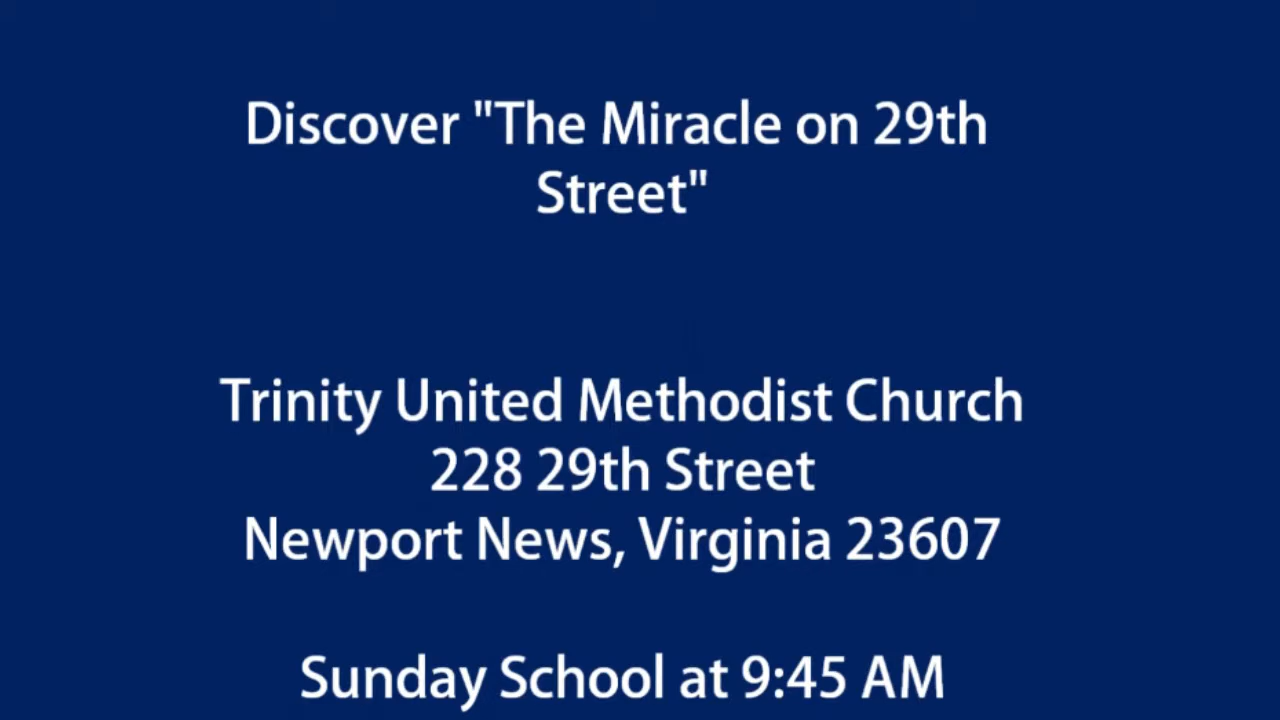 Discover "The Miracle on 29th
Street"
Trinity United Methodist Church
228 29th Street
Newport News, Virginia 23607
Sunday School at 9:45 AM